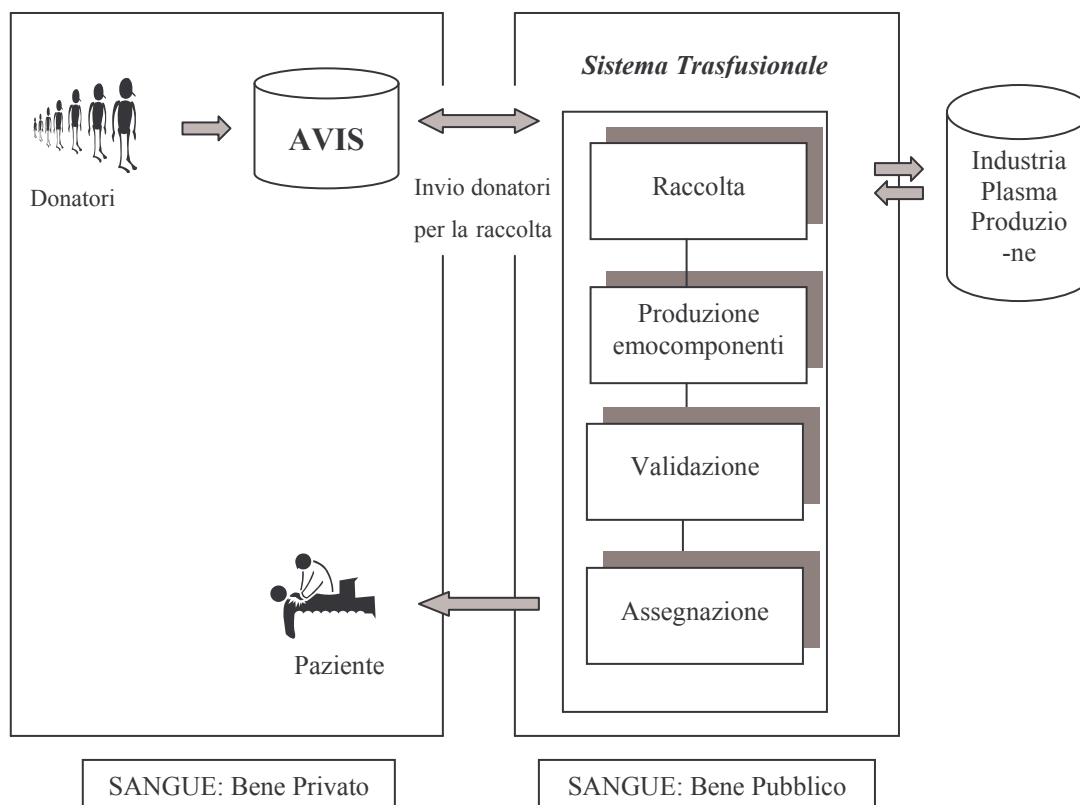 Donatori
AVIS
Invio donatori
per la raccolta
Paziente
SANGUE: Bene Privato
Sistema Trasfusionale
Raccolta
Produzione
emocomponenti
Validazione
Assegnazione
SANGUE: Bene Pubblico
Industria
Plasma
Produzio
-ne